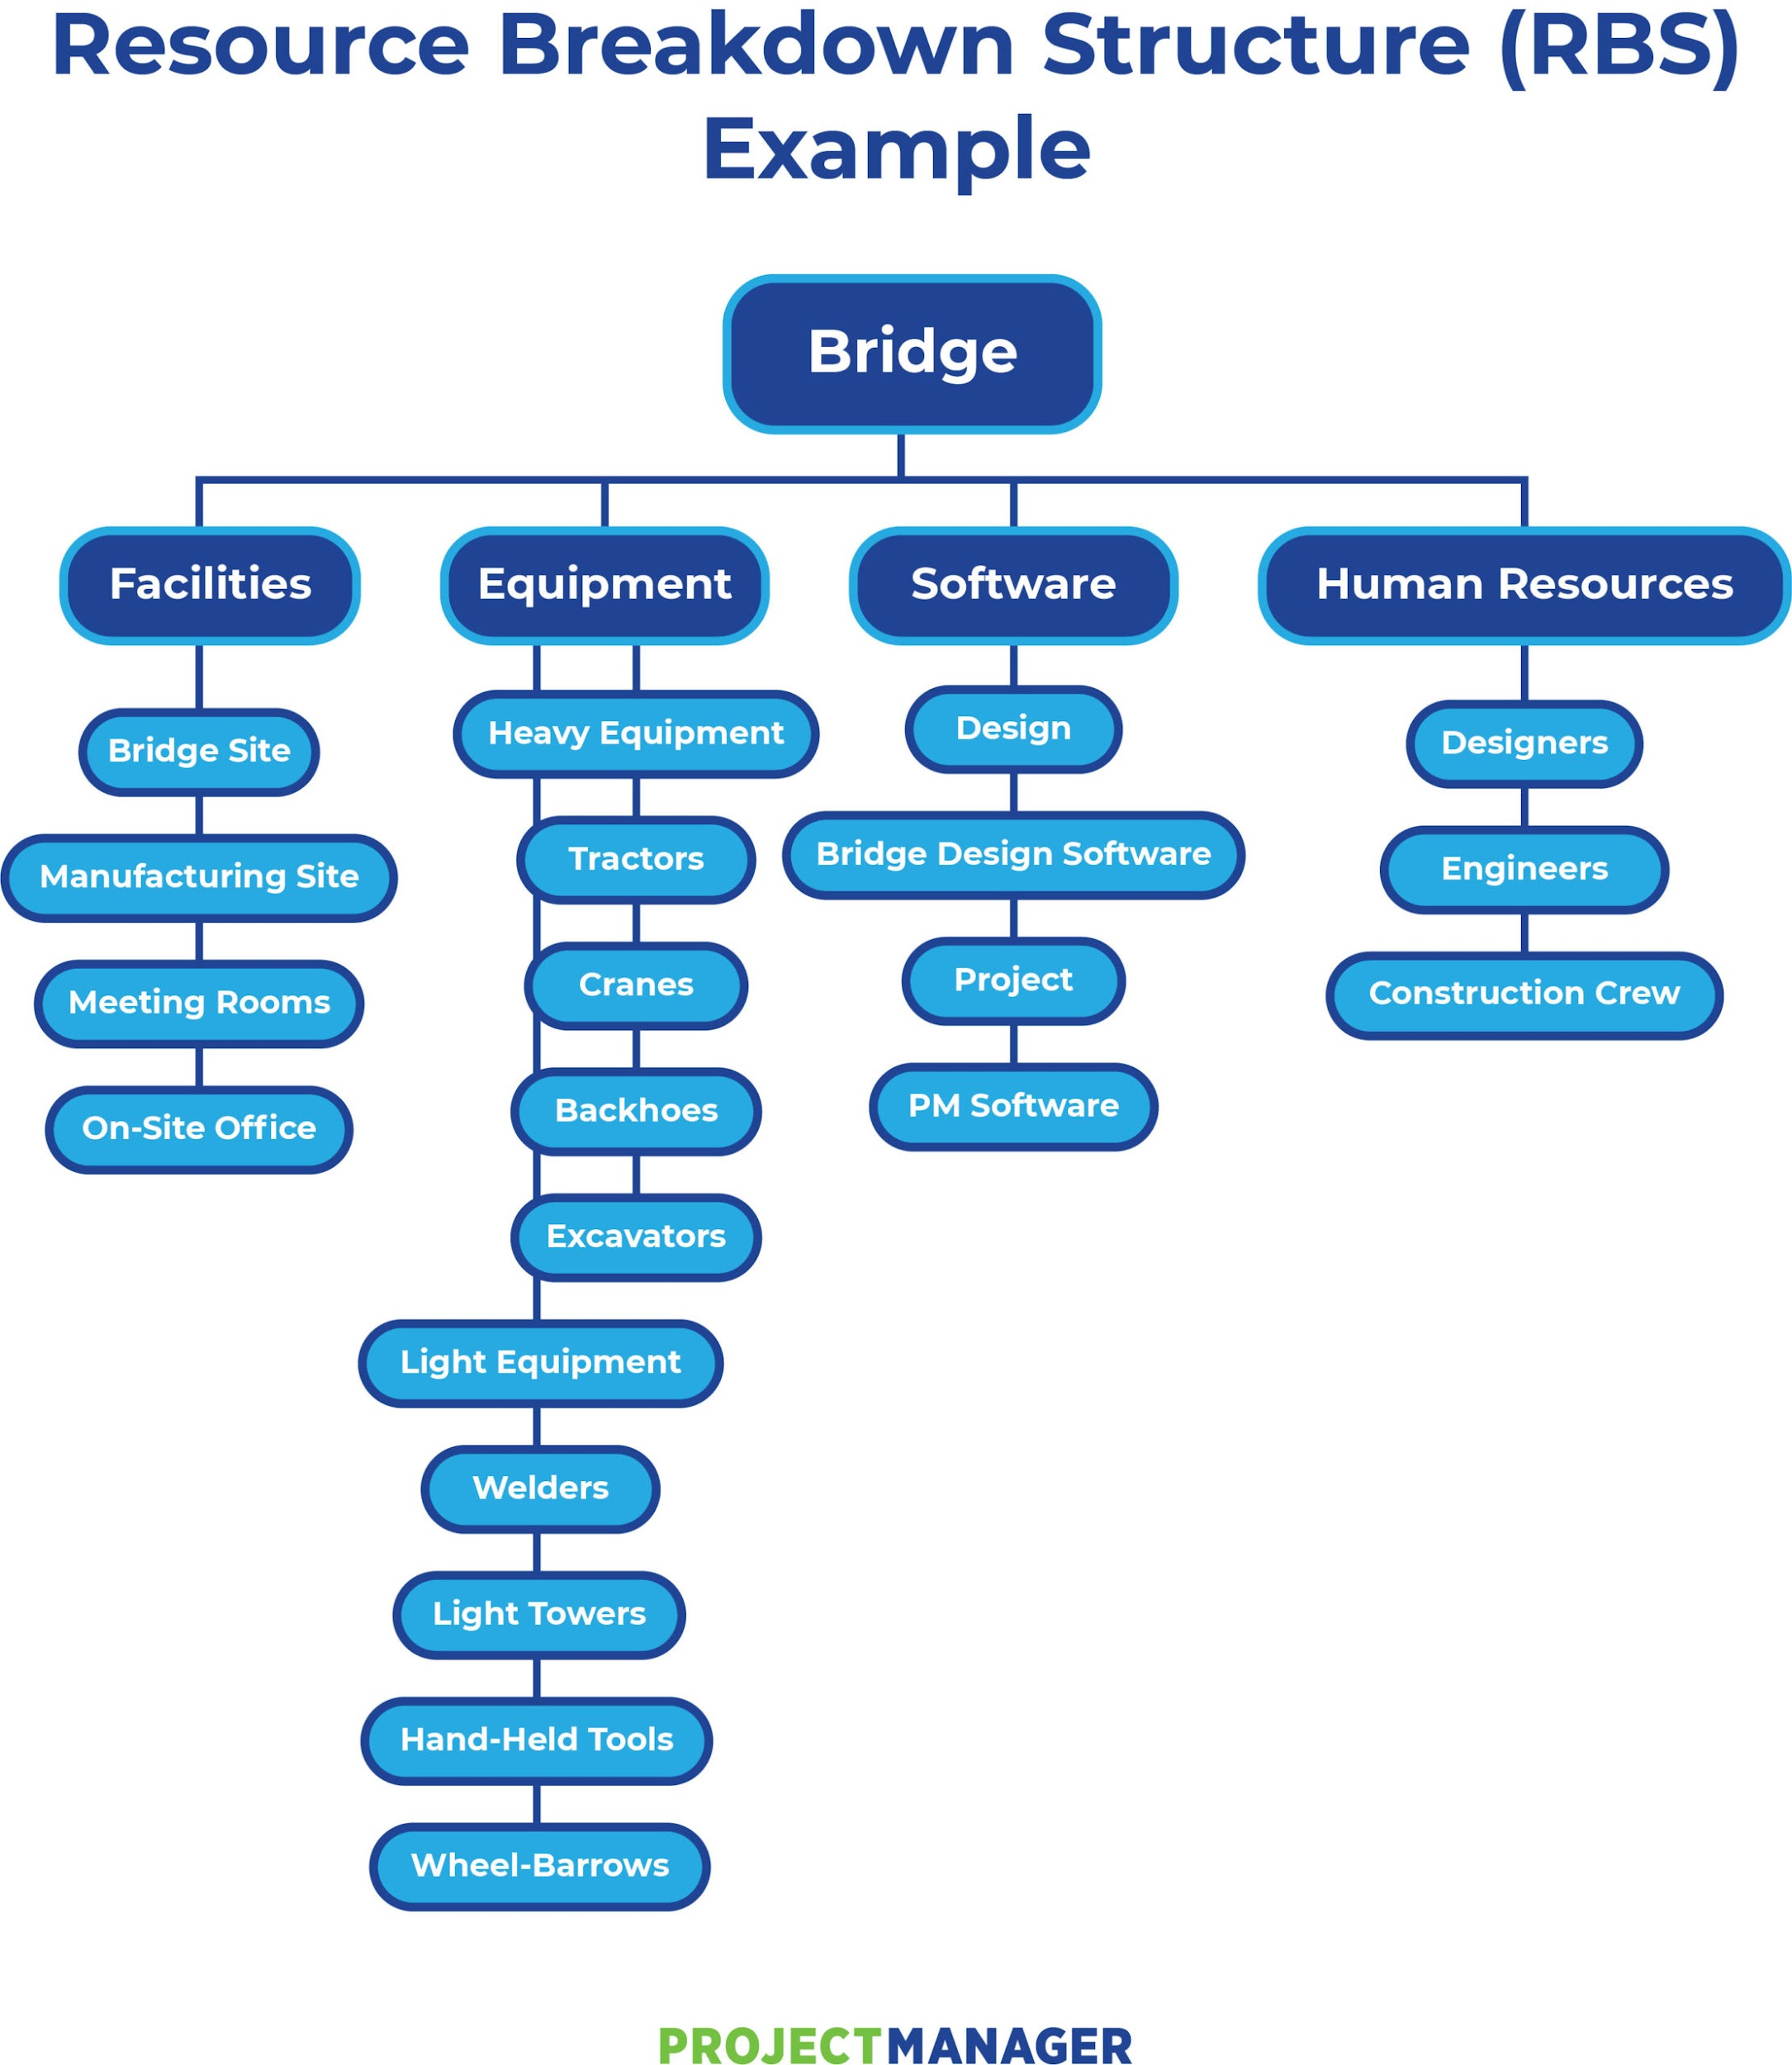 Resource Breakdown Structure (RBS)
Example
Bridge
Facilities
Bridge Site
Manufacturing Site
Meeting Rooms
On-Site Office
Equipment
Heavy Equipment
Tractors
Cranes
Backhoes
Excavators
Light Equipment
Welders
Light Towers
Hand-Held Tools
Wheel-Barrows
Software
Design
Bridge Design Software
Project
PM Software
Human Resources
Designers
Engineers
Construction Crew
PROJECTMANAGER